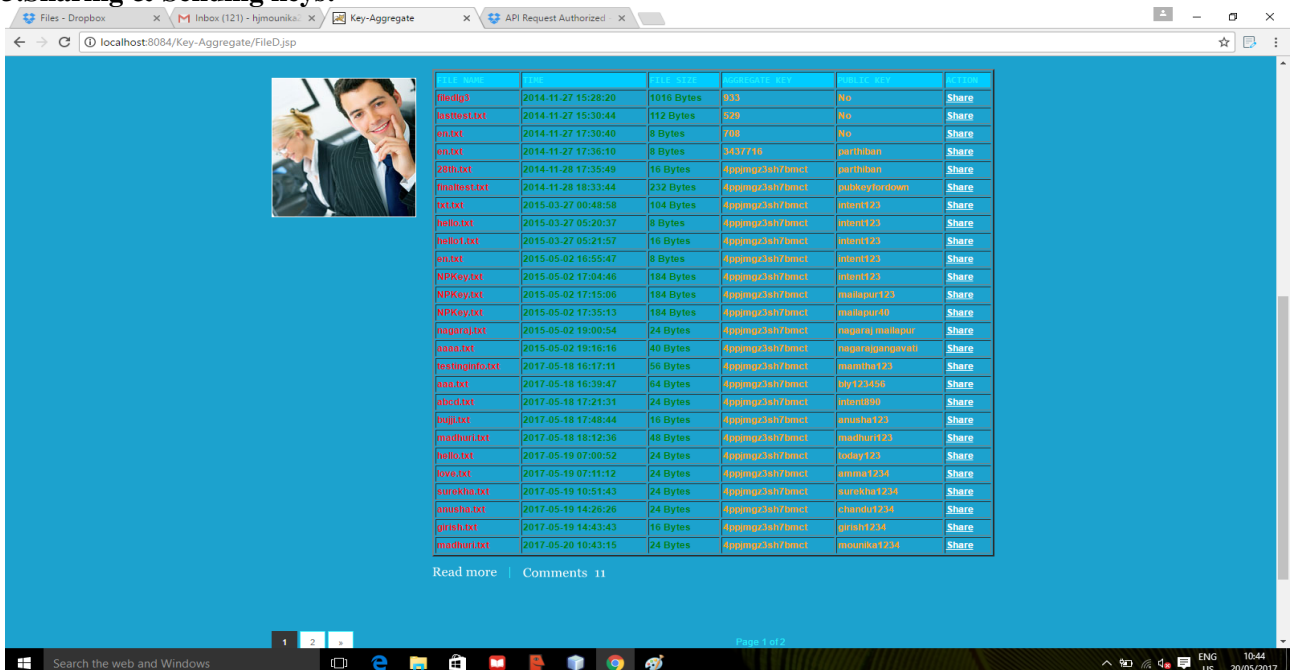 5.Sharing & Sending keys:
Files - Dropbox × Inbox (121) - hjmounika × Key-Aggregate × API Request Authorized - ×
localhost:8084/Key-Aggregate/FileD.jsp
FILE NAME TIME FILE SIZE AGGREGATE KEY PUBLIC KEY ACTION
filedig3 2014-11-27 15:28:20 1016 Bytes 933 No Share
lasttest.txt 2014-11-27 15:30:44 112 Bytes 529 No Share
en.txt 2014-11-27 17:30:40 8 Bytes 708 No Share
en.txt 2014-11-27 17:36:10 8 Bytes 3437716 parthiban Share
28th.txt 2014-11-28 17:35:49 16 Bytes 4ppjmgz3sh7bmct parthiban Share
finaltest.txt 2014-11-28 18:33:44 232 Bytes 4ppjmgz3sh7bmct pubkeyfordown Share
txt.txt 2015-03-27 00:48:58 104 Bytes 4ppjmgz3sh7bmct intent123 Share
hello.txt 2015-03-27 05:20:37 8 Bytes 4ppjmgz3sh7bmct intent123 Share
hello1.txt 2015-03-27 05:21:57 16 Bytes 4ppjmgz3sh7bmct intent123 Share
en.txt 2015-05-02 16:55:47 8 Bytes 4ppjmgz3sh7bmct intent123 Share
NPKey.txt 2015-05-02 17:04:46 184 Bytes 4ppjmgz3sh7bmct intent123 Share
NPKey.txt 2015-05-02 17:15:06 184 Bytes 4ppjmgz3sh7bmct mailapur123 Share
NPKey.txt 2015-05-02 17:35:13 184 Bytes 4ppjmgz3sh7bmct mailapur40 Share
nagaraj.txt 2015-05-02 19:00:54 24 Bytes 4ppjmgz3sh7bmct nagaraj mailapur Share
aaaa.txt 2015-05-02 19:16:16 40 Bytes 4ppjmgz3sh7bmct nagarajgangavati Share
testinginfo.txt 2017-05-18 16:17:11 56 Bytes 4ppjmgz3sh7bmct mamtha123 Share
aaa.txt 2017-05-18 16:39:47 64 Bytes 4ppjmgz3sh7bmct bly123456 Share
abcd.txt 2017-05-18 17:21:31 24 Bytes 4ppjmgz3sh7bmct intent890 Share
bujji.txt 2017-05-18 17:48:44 16 Bytes 4ppjmgz3sh7bmct anusha123 Share
madhuri.txt 2017-05-18 18:12:36 48 Bytes 4ppjmgz3sh7bmct madhuri123 Share
hello.txt 2017-05-19 07:00:52 24 Bytes 4ppjmgz3sh7bmct today123 Share
love.txt 2017-05-19 07:11:12 24 Bytes 4ppjmgz3sh7bmct amma1234 Share
surekha.txt 2017-05-19 10:51:43 24 Bytes 4ppjmgz3sh7bmct surekha1234 Share
anusha.txt 2017-05-19 14:26:26 24 Bytes 4ppjmgz3sh7bmct chandu1234 Share
girish.txt 2017-05-19 14:43:43 16 Bytes 4ppjmgz3sh7bmct girish1234 Share
madhuri.txt 2017-05-20 10:43:15 24 Bytes 4ppjmgz3sh7bmct mounika1234 Share
Read more | Comments 11
1 2 » Page 1 of 2
Search the web and Windows ENG 10:44
US 20/05/2017